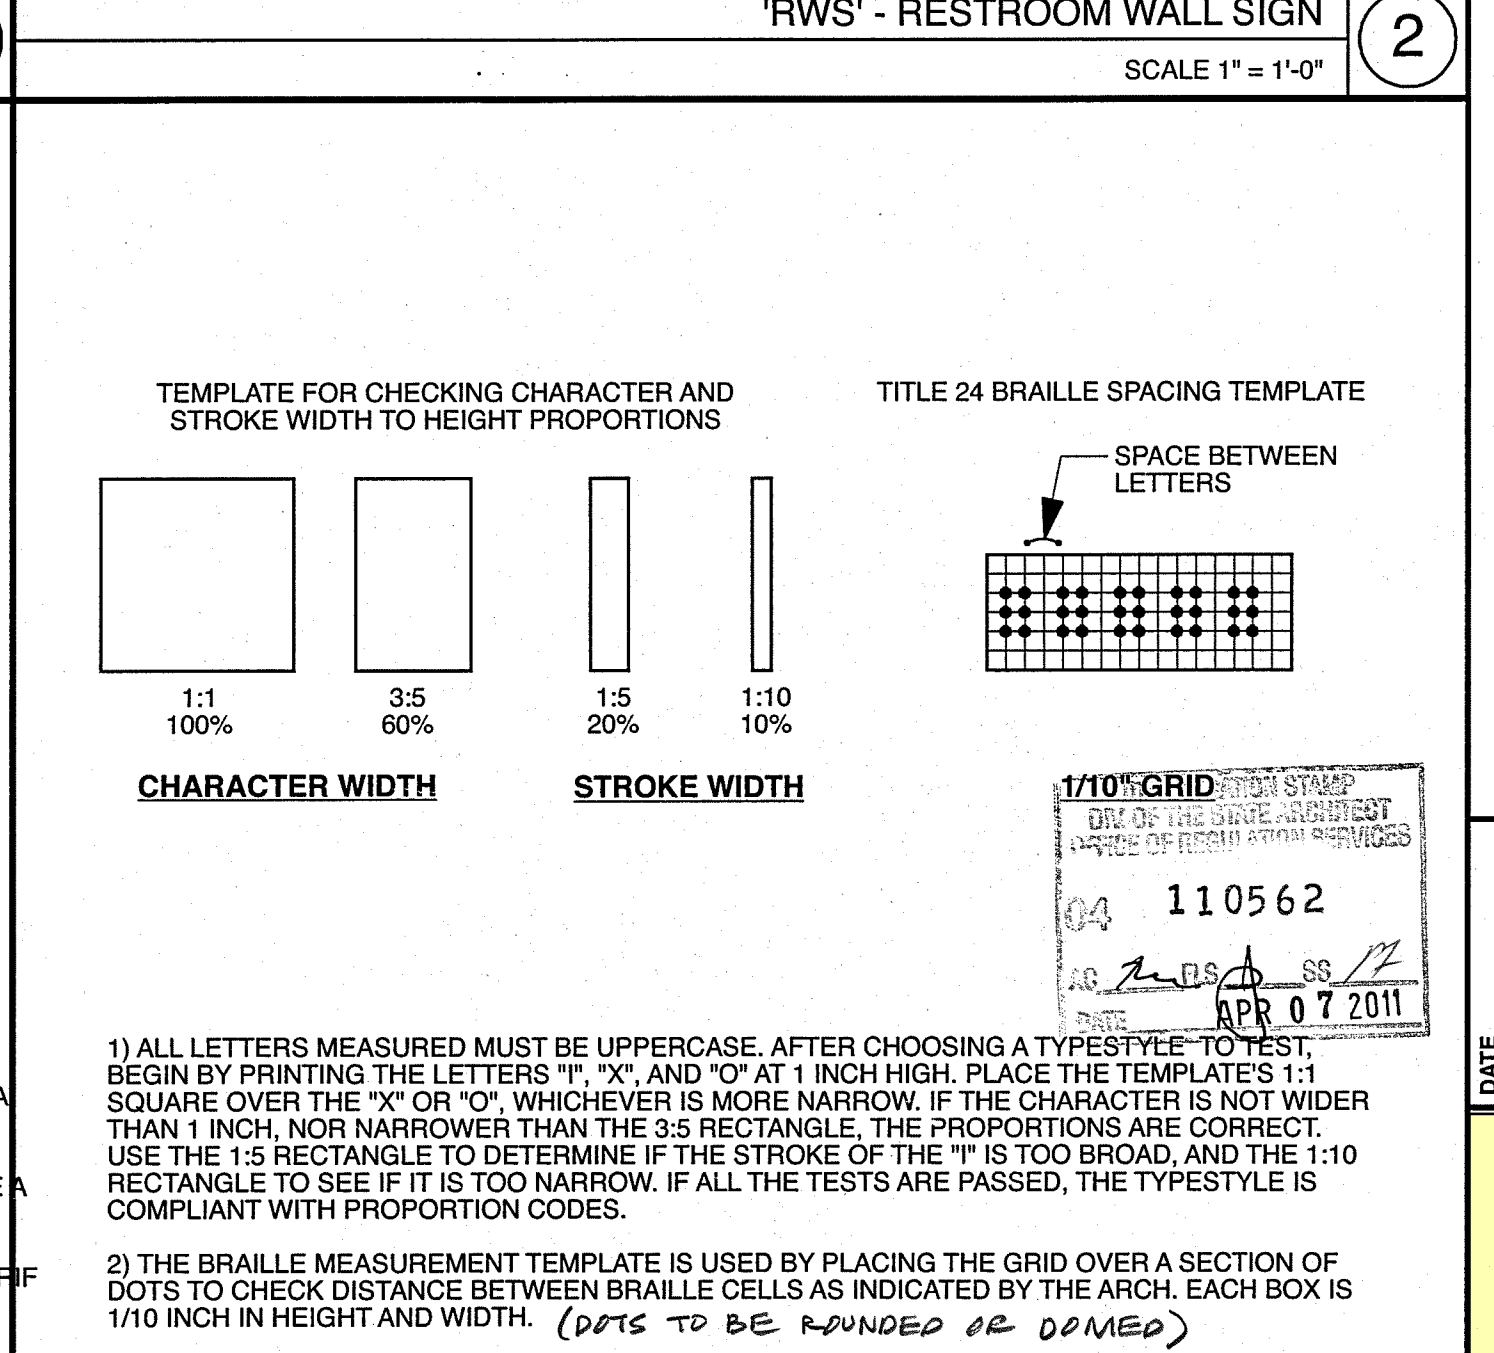 'RWS' - RESTROOM WALL SIGN
2
SCALE 1" = 1'-0"
TEMPLATE FOR CHECKING CHARACTER AND
STROKE WIDTH TO HEIGHT PROPORTIONS
TITLE 24 BRAILLE SPACING TEMPLATE
SPACE BETWEEN
LETTERS
1:1
100%
3:5
60%
1:5
20%
1:10
10%
CHARACTER WIDTH
STROKE WIDTH
1/10" GRID
STAMP
DIV. OF THE STATE ARCHITECT
OFFICE OF REGULATION SERVICES
04 110562
AC FLS SS
DATE APR 07 2011
1) ALL LETTERS MEASURED MUST BE UPPERCASE. AFTER CHOOSING A TYPESTYLE TO TEST,
BEGIN BY PRINTING THE LETTERS "I", "X", AND "O" AT 1 INCH HIGH. PLACE THE TEMPLATE'S 1:1
SQUARE OVER THE "X" OR "O", WHICHEVER IS MORE NARROW. IF THE CHARACTER IS NOT WIDER
THAN 1 INCH, NOR NARROWER THAN THE 3:5 RECTANGLE, THE PROPORTIONS ARE CORRECT.
USE THE 1:5 RECTANGLE TO DETERMINE IF THE STROKE OF THE "I" IS TOO BROAD, AND THE 1:10
RECTANGLE TO SEE IF IT IS TOO NARROW. IF ALL THE TESTS ARE PASSED, THE TYPESTYLE IS
COMPLIANT WITH PROPORTION CODES.
2) THE BRAILLE MEASUREMENT TEMPLATE IS USED BY PLACING THE GRID OVER A SECTION OF
DOTS TO CHECK DISTANCE BETWEEN BRAILLE CELLS AS INDICATED BY THE ARCH. EACH BOX IS
1/10 INCH IN HEIGHT AND WIDTH. (DOTS TO BE ROUNDED OR DOMED)
DATE